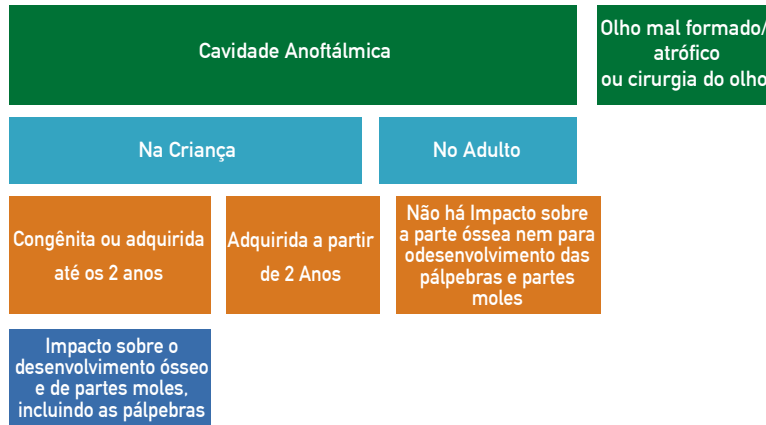 Cavidade Anoftálmica
Olho mal formado/
atrófico
ou cirurgia do olho
Na Criança
No Adulto
Congênita ou adquirida
até os 2 anos
Adquirida a partir
de 2 Anos
Não há Impacto sobre
a parte óssea nem para
odesenvolvimento das
pálpebras e partes
moles
Impacto sobre o
desenvolvimento ósseo
e de partes moles,
incluindo as pálpebras